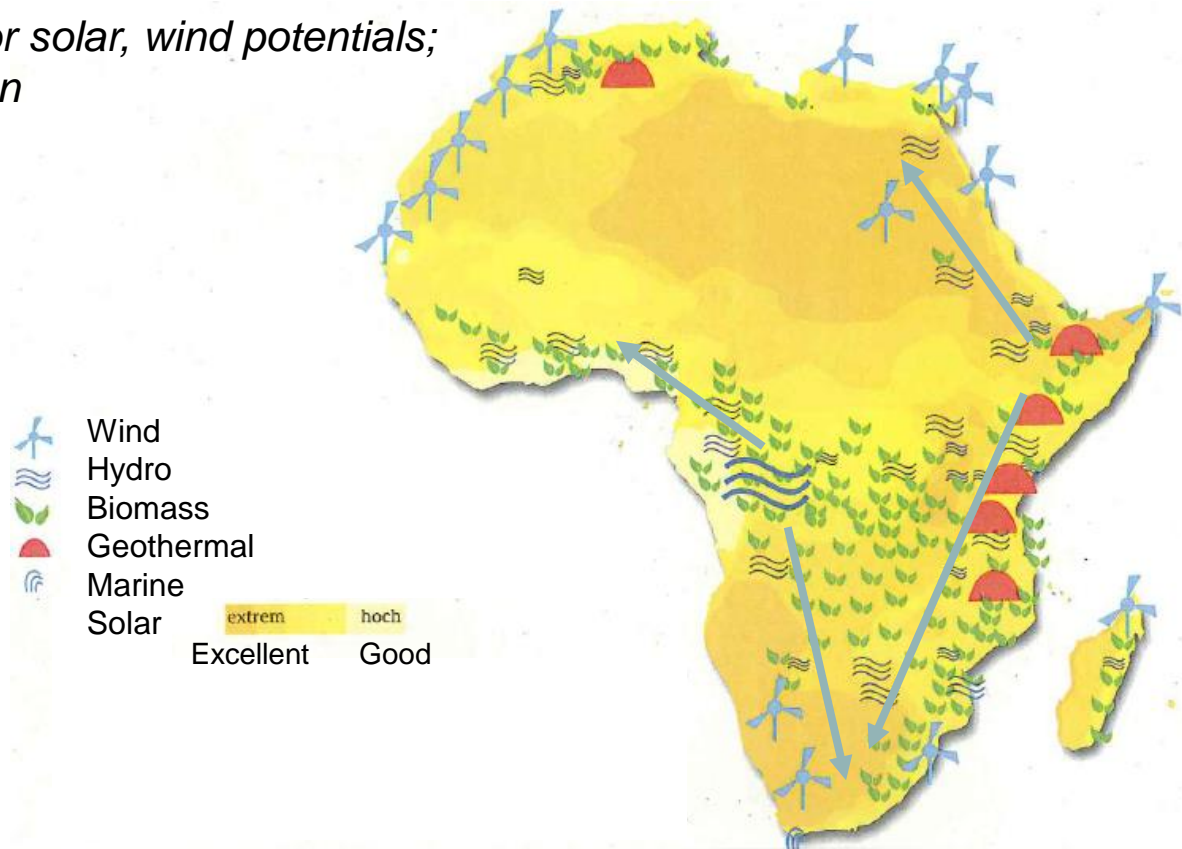 or solar, wind potentials;
n
Wind
Hydro
Biomass
Geothermal
Marine
Solar
extrem hoch
Excellent Good